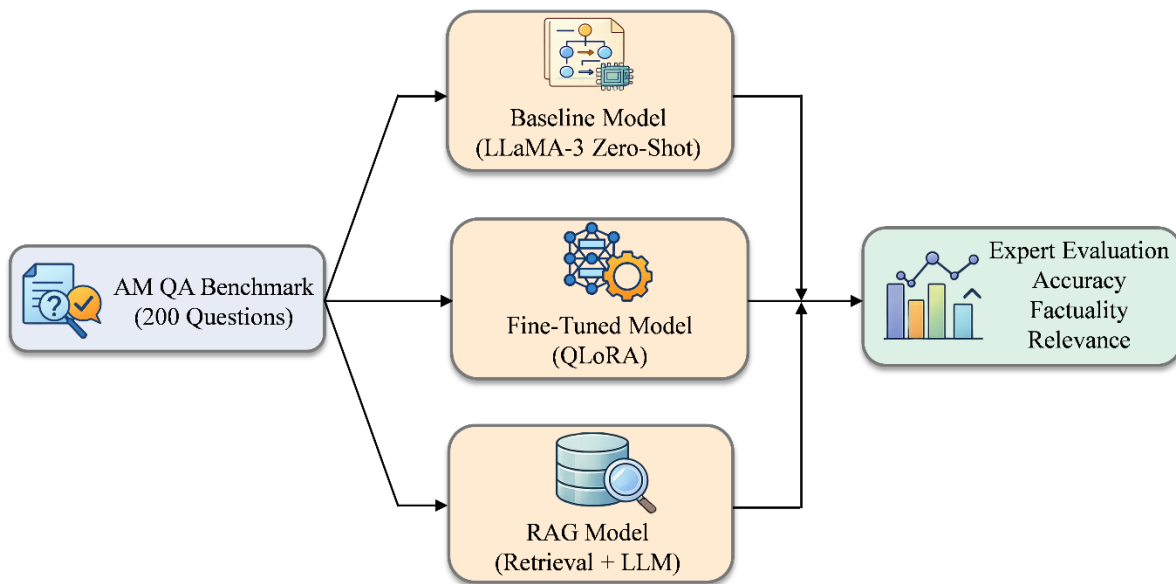 AM QA Benchmark
(200 Questions)
?
Baseline Model
(LLaMA-3 Zero-Shot)
Fine-Tuned Model
(QLoRA)
RAG Model
(Retrieval + LLM)
Expert Evaluation
Accuracy
Factuality
Relevance